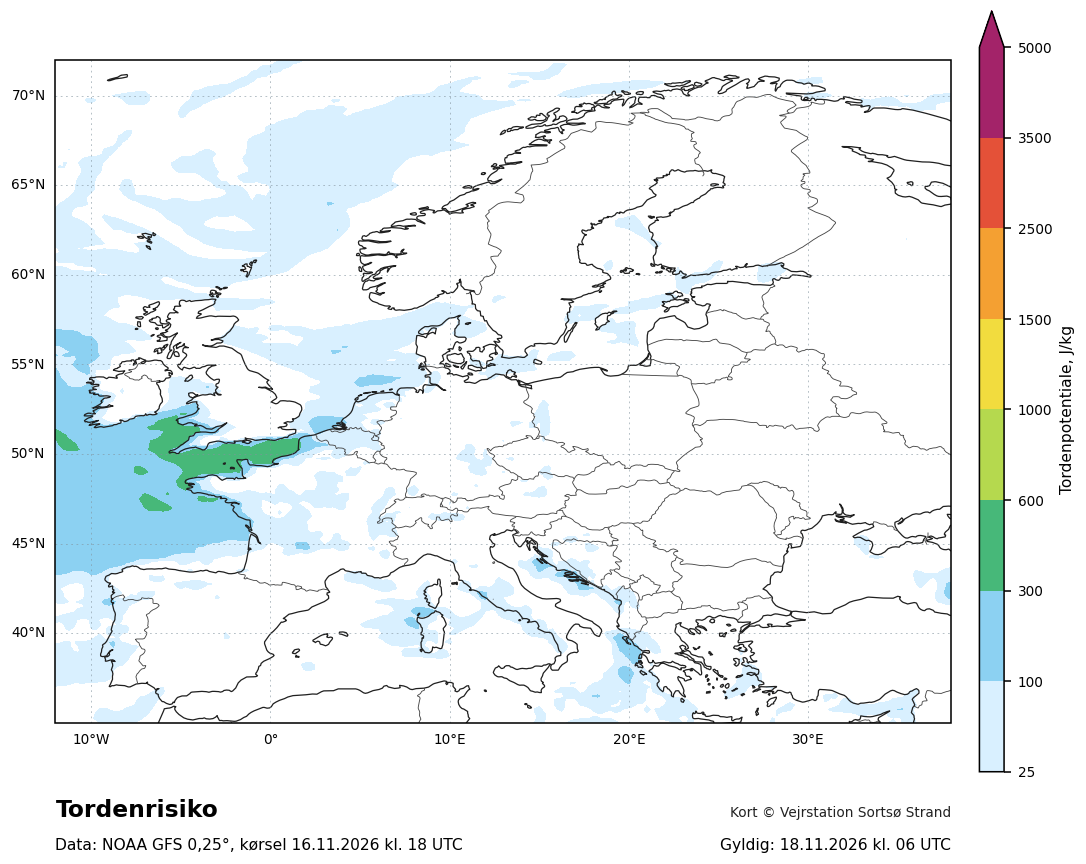 5000
3500
2500
1500
1000
600
300
100
25
Tordenpotentiale, J/kg
70°N
65°N
60°N
55°N
50°N
45°N
40°N
10°W 0° 10°E 20°E 30°E
Tordenrisiko
Kort © Vejrstation Sortsø Strand
Data: NOAA GFS 0,25°, kørsel 16.11.2026 kl. 18 UTC
Gyldig: 18.11.2026 kl. 06 UTC